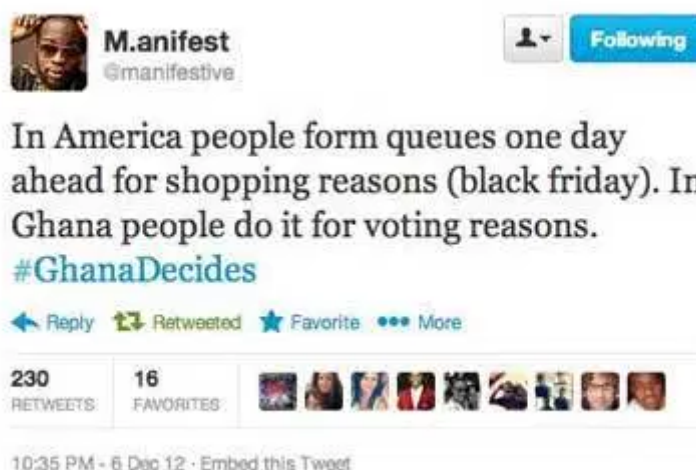 M.anifest
@manifestive
Following
In America people form queues one day
ahead for shopping reasons (black friday). In
Ghana people do it for voting reasons.
#GhanaDecides
Reply Retweeted Favorite More
230 16
RETWEETS FAVORITES
10:35 PM - 6 Dec 12 · Embed this Tweet